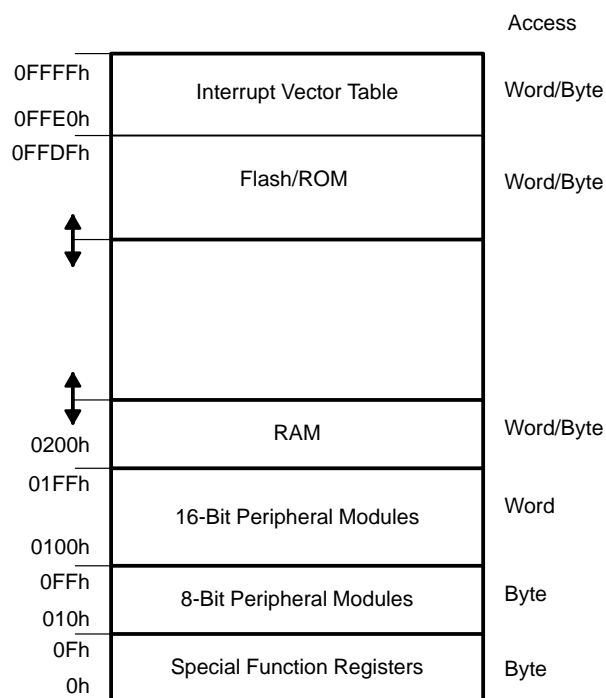 Access
0FFFFh
Interrupt Vector Table
Word/Byte
0FFE0h
0FFDFh
Flash/ROM
Word/Byte
RAM
Word/Byte
0200h
01FFh
16-Bit Peripheral Modules
Word
0100h
0FFh
8-Bit Peripheral Modules
Byte
010h
0Fh
Special Function Registers
Byte
0h